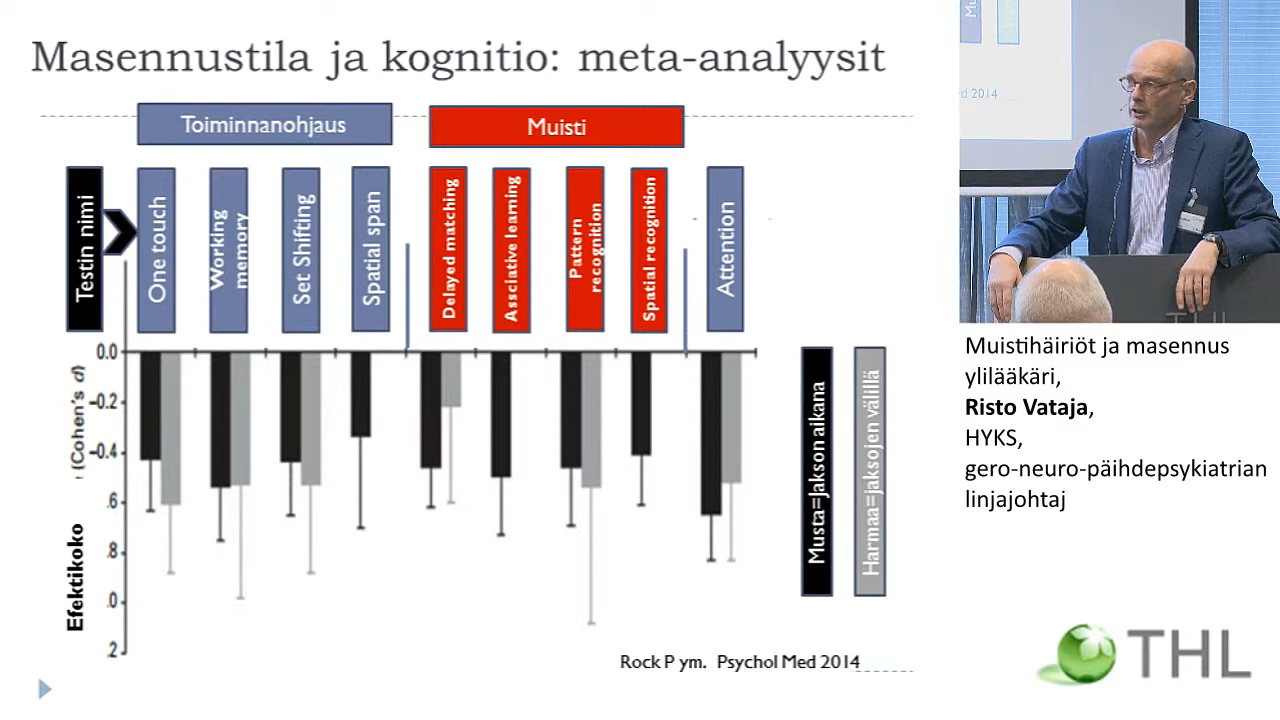 Masennustila ja kognitio: meta-analyysit
Toiminnanohjaus
Muisti
Testin nimi
One touch
Working
memory
Set Shifting
Spatial span
Delayed matching
Assciative learning
Pattern
recognition
Spatial recognition
Attention
0.0
–0.2
–0.4
.6
.8
.0
.2
Efektikoko
(Cohen's d)
Musta=Jakson aikana
Harmaa=jaksojen välillä
Rock P ym. Psychol Med 2014
d 2014
THL
Muistihäiriöt ja masennus
ylilääkäri,
Risto Vataja,
HYKS,
gero-neuro-päihdepsykiatrian
linjajohtaj
THL